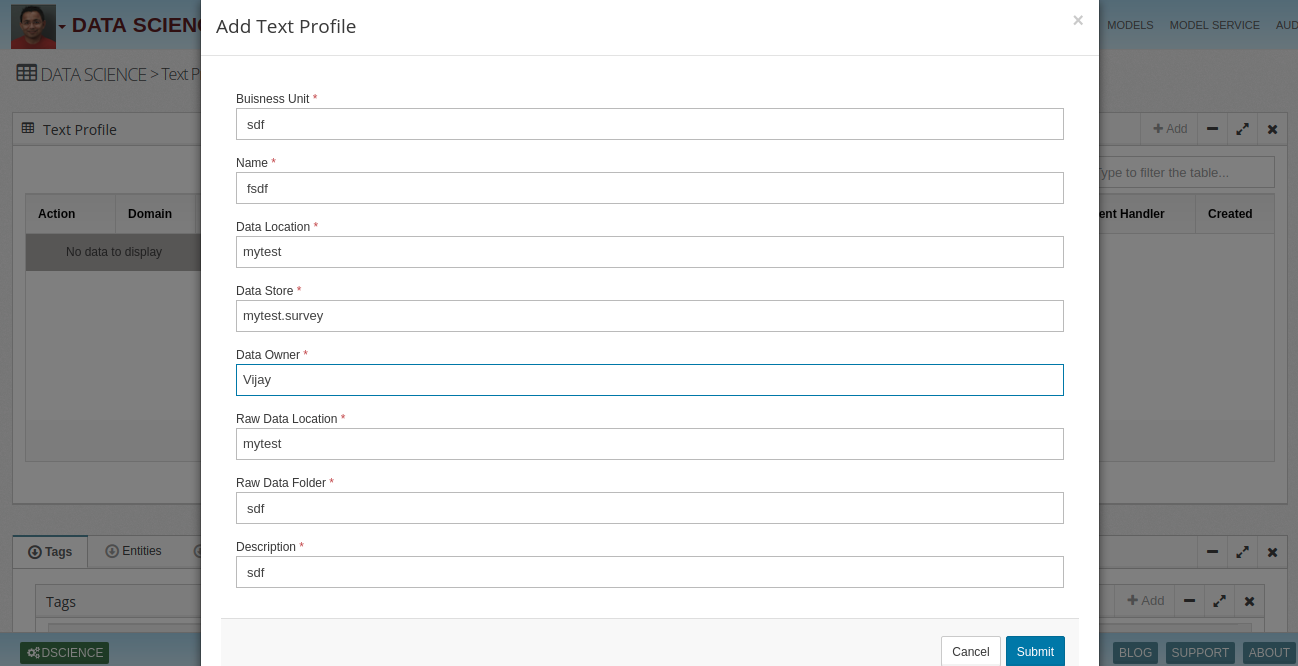 DATA SCIENC
MODELS
MODEL SERVICE
AUD
DATA SCIENCE > Text P
Add Text Profile
×
Text Profile
Add
Type to filter the table...
Action
Domain
ent Handler
Created
No data to display
Buisness Unit *
sdf
Name *
fsdf
Data Location *
mytest
Data Store *
mytest.survey
Data Owner *
Vijay
Raw Data Location *
mytest
Raw Data Folder *
sdf
Description *
sdf
Tags
Entities
Tags
Add
Cancel
Submit
DSCIENCE
BLOG
SUPPORT
ABOUT